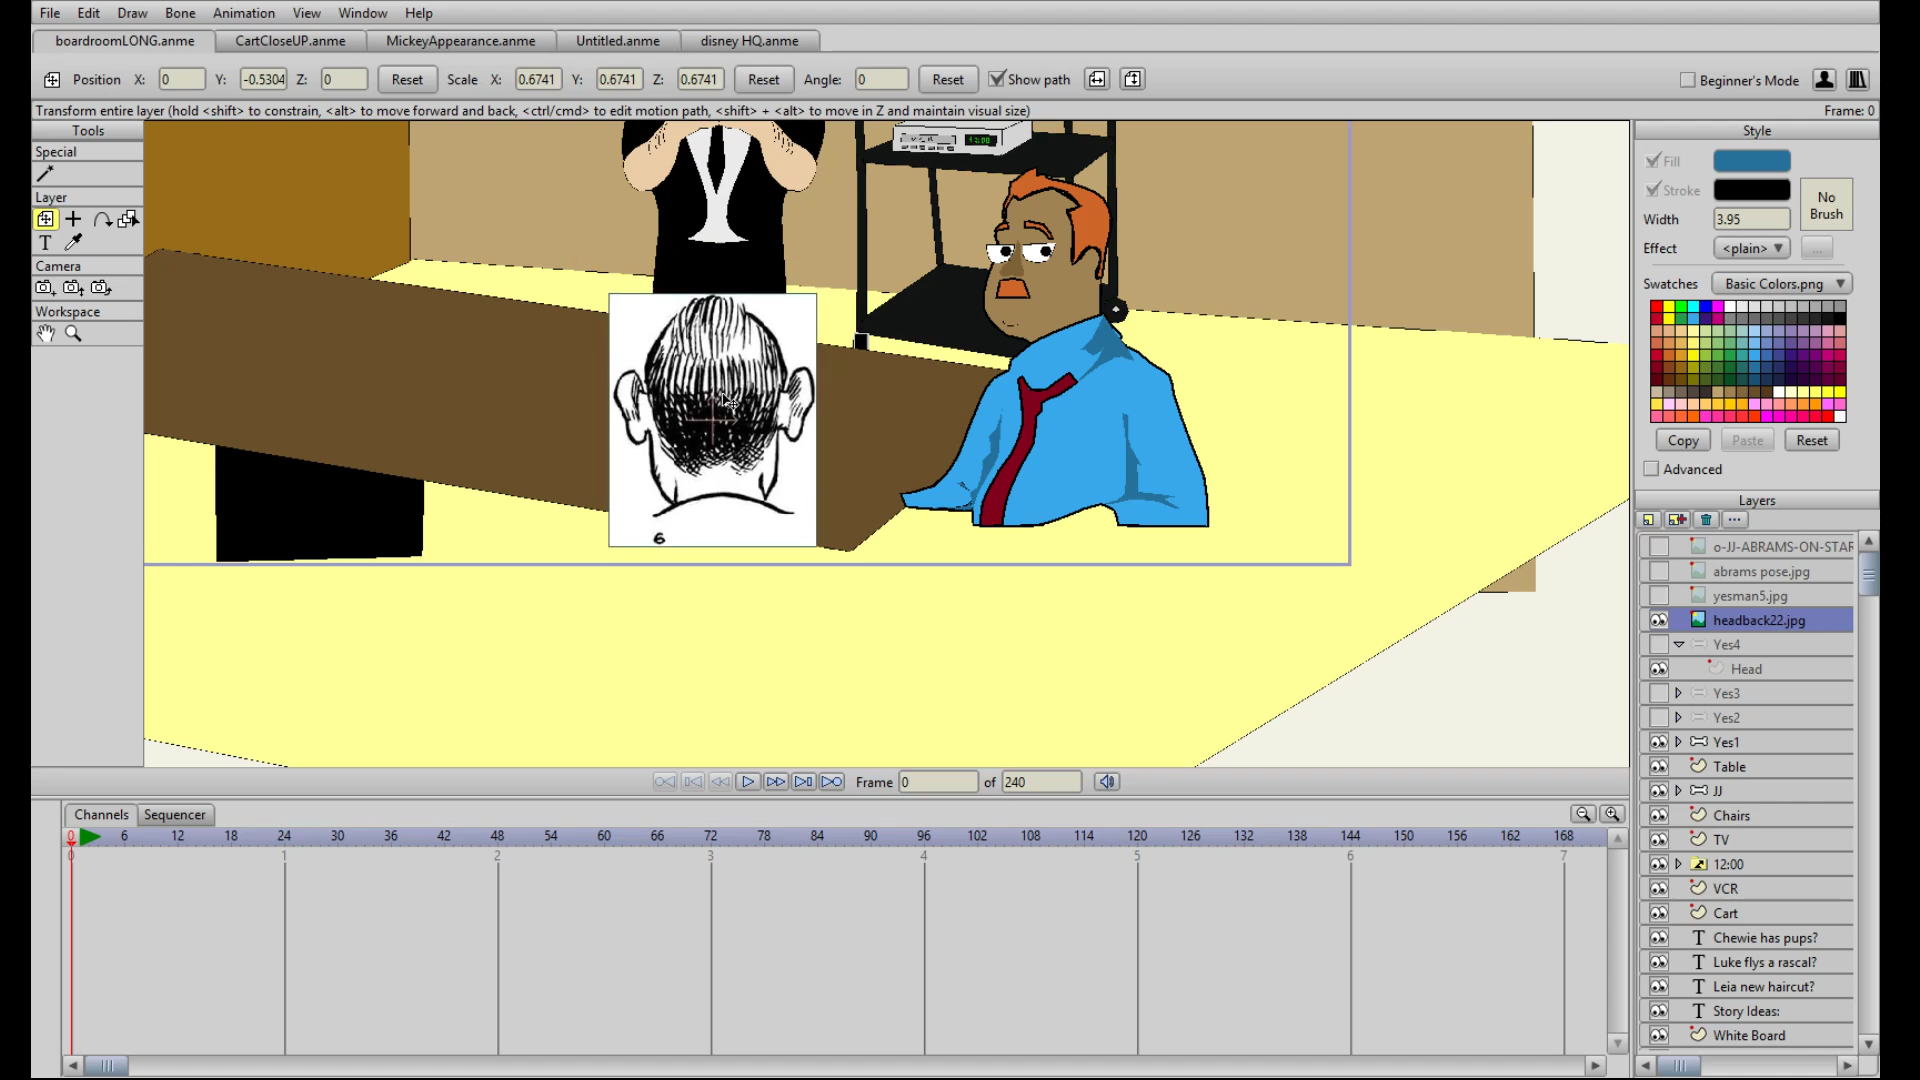 File Edit Draw Bone Animation View Window Help
boardroomLONG.anme CartCloseUP.anme MickeyAppearance.anme Untitled.anme disney HQ.anme
Position X: 0 Y: -0.5304 Z: 0 Reset Scale X: 0.6741 Y: 0.6741 Z: 0.6741 Reset Angle: 0 Reset Show path Beginner's Mode
Transform entire layer (hold <shift> to constrain, <alt> to move forward and back, <ctrl/cmd> to edit motion path, <shift> + <alt> to move in Z and maintain visual size) Frame: 0
Tools
Special
Layer
T
Camera
Workspace
12:00
6
Style
Fill
Stroke
No Brush
Width 3.95
Effect <plain> ...
Swatches Basic Colors.png
Copy Paste Reset
Advanced
Layers
o-JJ-ABRAMS-ON-STAR
abrams pose.jpg
yesman5.jpg
headback22.jpg
Yes4
Head
Yes3
Yes2
Yes1
Table
JJ
Chairs
TV
12:00
VCR
Cart
T Chewie has pups?
T Luke flys a rascal?
T Leia new haircut?
T Story Ideas:
White Board
Frame 0 of 240
Channels Sequencer
0 6 12 18 24 30 36 42 48 54 60 66 72 78 84 90 96 102 108 114 120 126 132 138 144 150 156 162 168
0 1 2 3 4 5 6 7